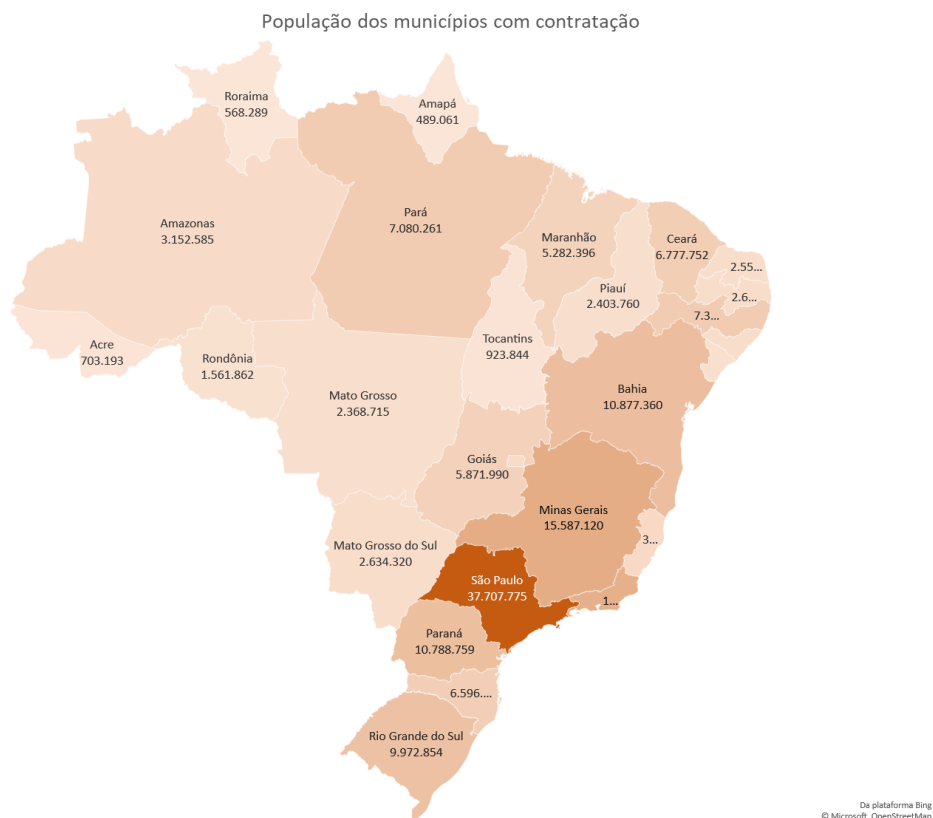 População dos municípios com contratação
Roraima
568.289
Amapá
489.061
Amazonas
3.152.585
Pará
7.080.261
Maranhão
5.282.396
Ceará
6.777.752
2.55...
Piauí
2.403.760
2.6...
7.3...
Acre
703.193
Rondônia
1.561.862
Tocantins
923.844
Mato Grosso
2.368.715
Bahia
10.877.360
Goiás
5.871.990
Minas Gerais
15.587.120
3...
Mato Grosso do Sul
2.634.320
São Paulo
37.707.775
1...
Paraná
10.788.759
6.596....
Rio Grande do Sul
9.972.854
Da plataforma Bing
© Microsoft, OpenStreetMap